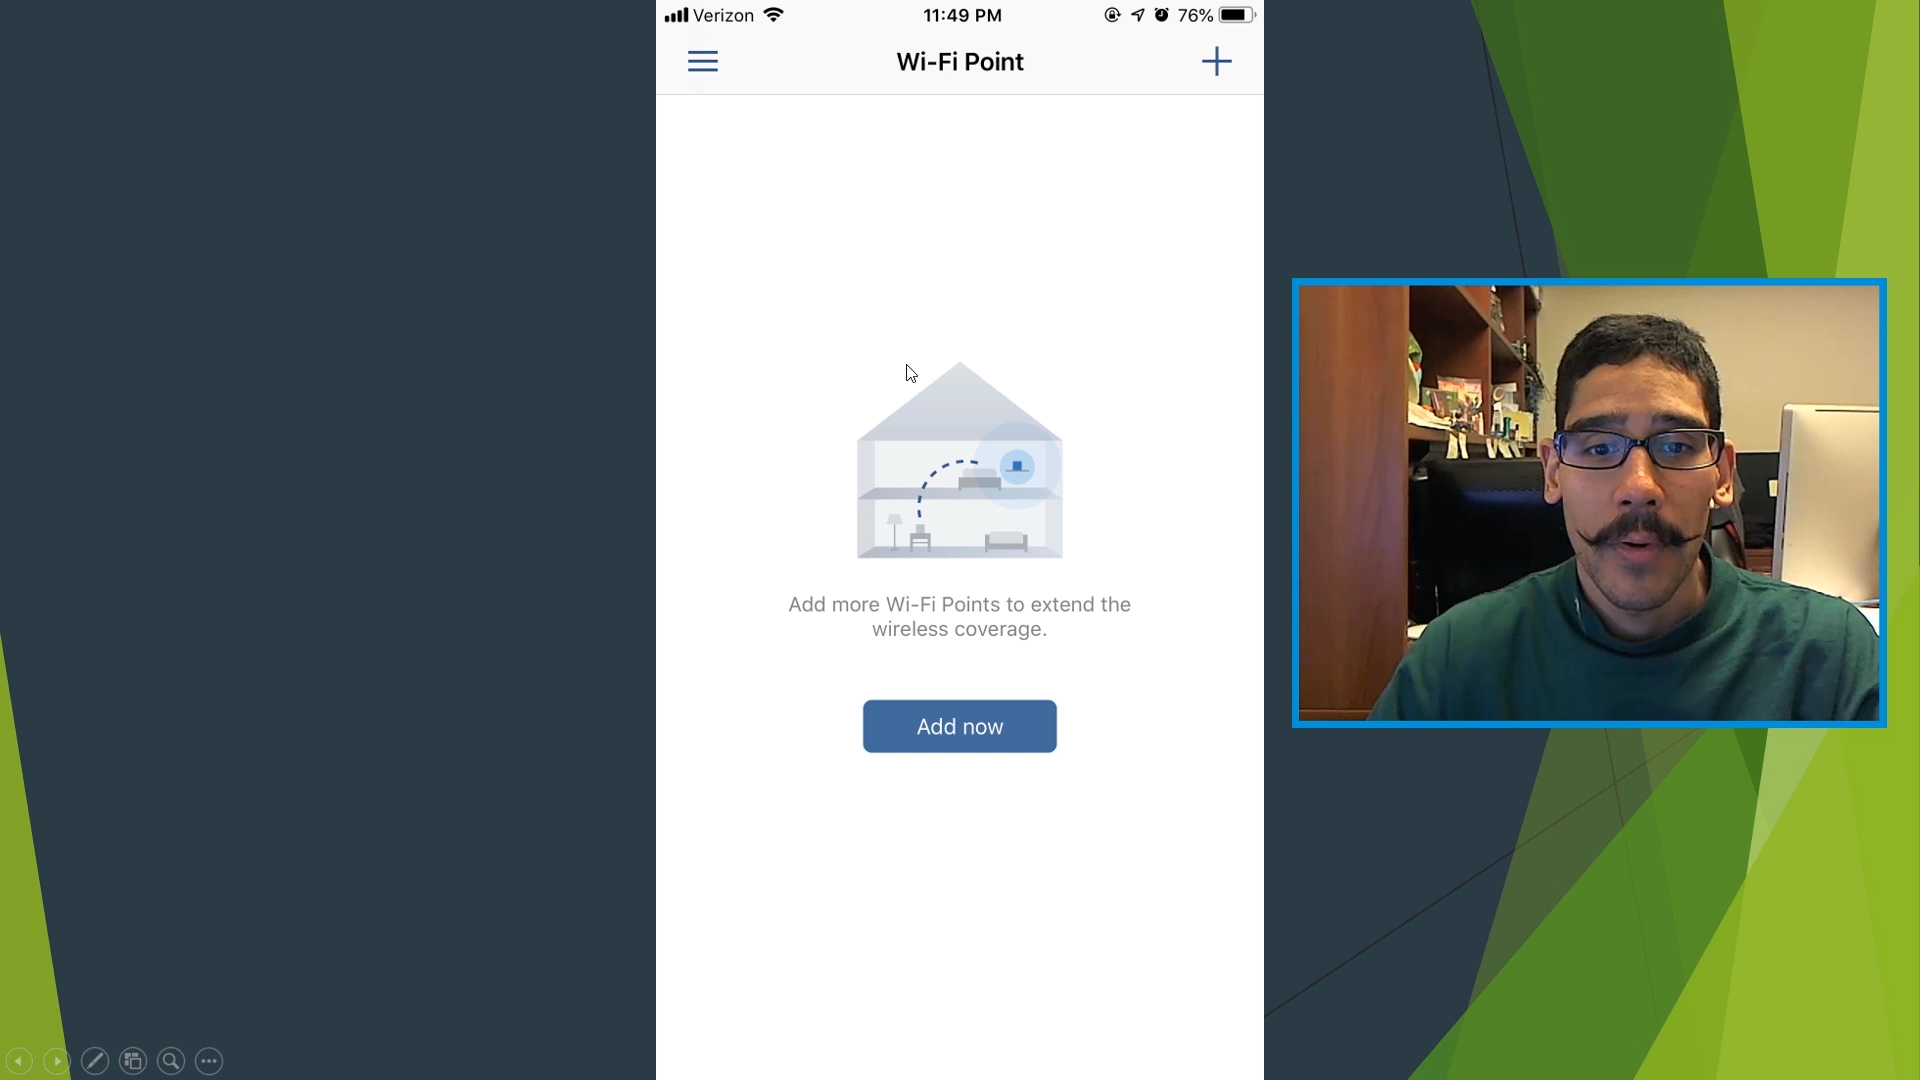 Verizon 11:49 PM 76%
Wi-Fi Point
Add more Wi-Fi Points to extend the
wireless coverage.
Add now